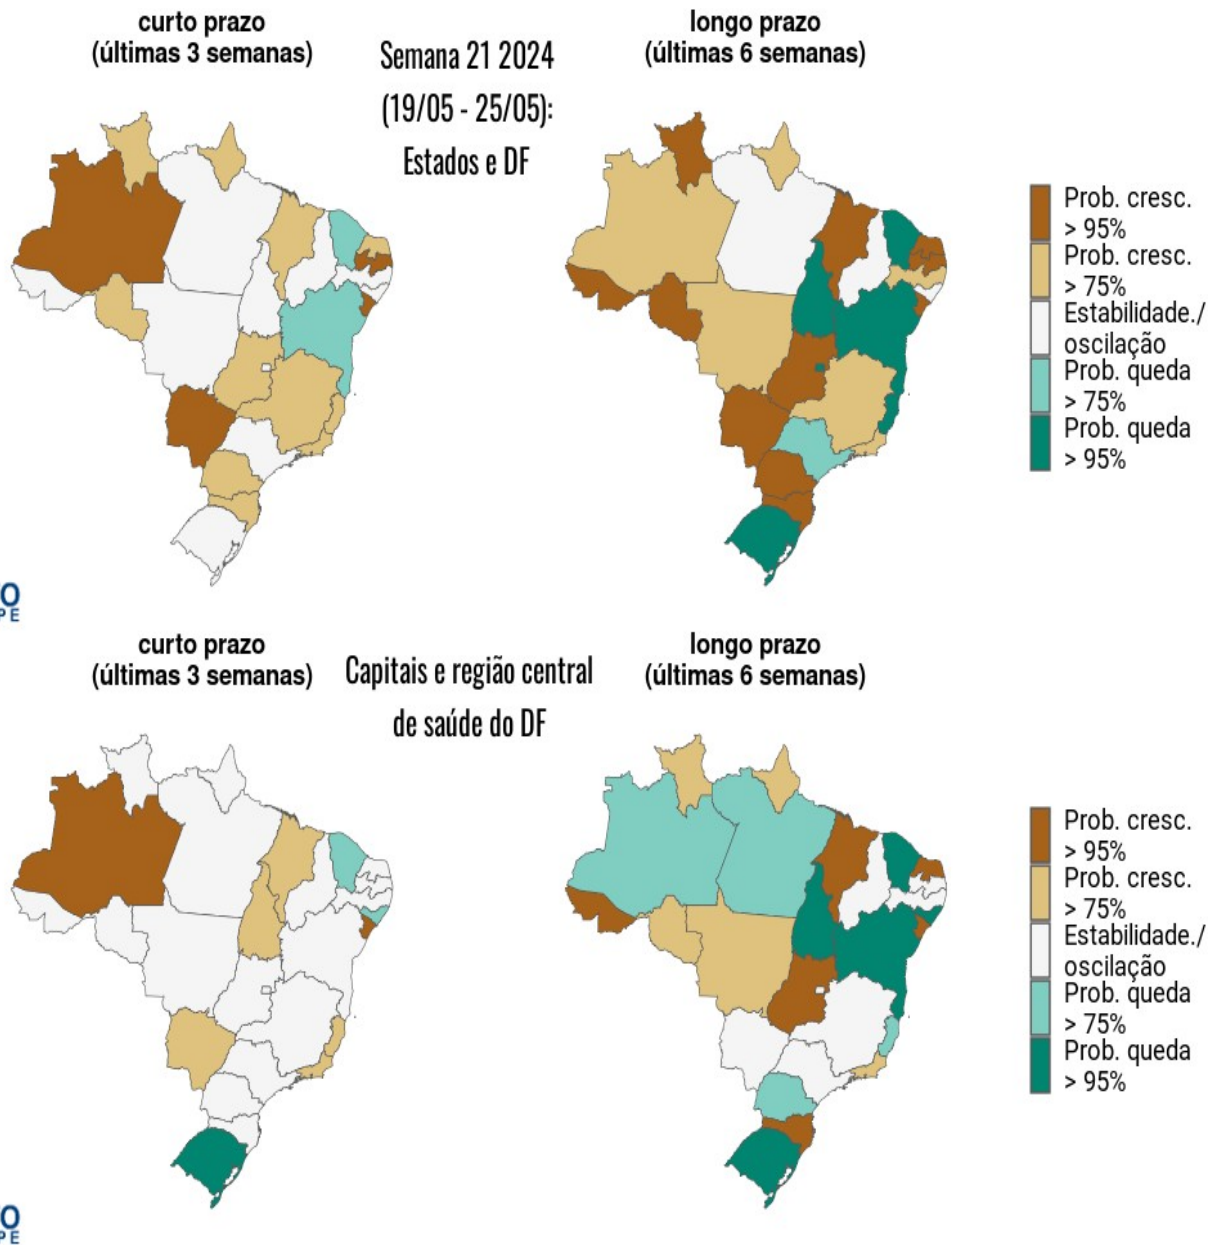 curto prazo
(últimas 3 semanas)
Semana 21 2024
(19/05 - 25/05):
Estados e DF
longo prazo
(últimas 6 semanas)
Prob. cresc.
> 95%
Prob. cresc.
> 75%
Estabilidade./
oscilação
Prob. queda
> 75%
Prob. queda
> 95%
O
PE
curto prazo
(últimas 3 semanas)
Capitais e região central
de saúde do DF
longo prazo
(últimas 6 semanas)
Prob. cresc.
> 95%
Prob. cresc.
> 75%
Estabilidade./
oscilação
Prob. queda
> 75%
Prob. queda
> 95%
O
PE